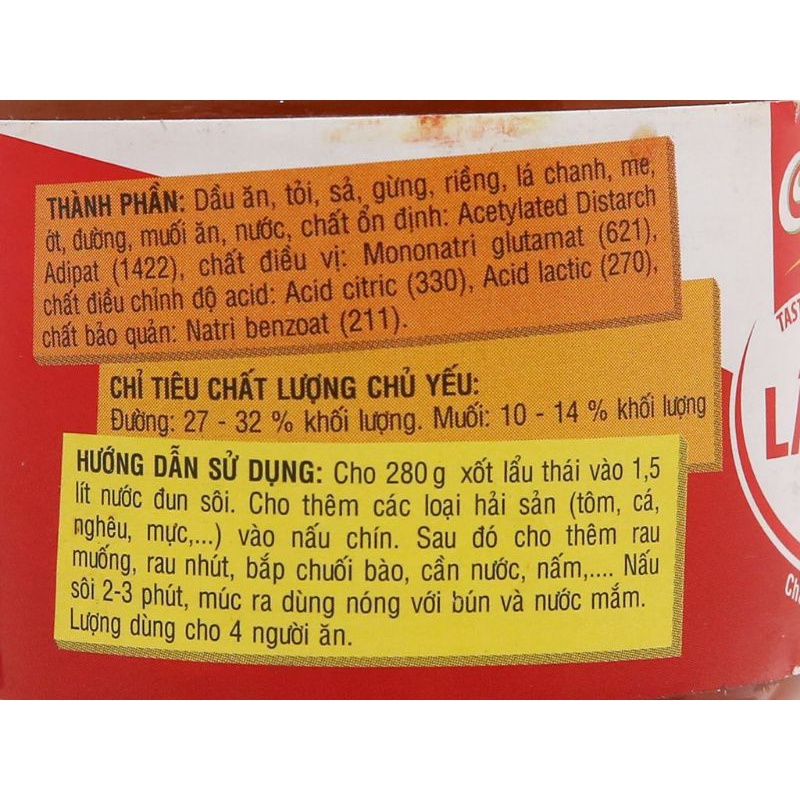 THÀNH PHẦN: Dầu ăn, tỏi, sả, gừng, riềng, lá chanh, me,
ớt, đường, muối ăn, nước, chất ổn định: Acetylated Distarch
Adipat (1422), chất điều vị: Mononatri glutamat (621),
chất điều chỉnh độ acid: Acid citric (330), Acid lactic (270),
chất bảo quản: Natri benzoat (211).
CHỈ TIÊU CHẤT LƯỢNG CHỦ YẾU:
Đường: 27 - 32 % khối lượng. Muối: 10 - 14 % khối lượng
HƯỚNG DẪN SỬ DỤNG: Cho 280g xốt lẩu thái vào 1,5
lít nước đun sôi. Cho thêm các loại hải sản (tôm, cá,
nghêu, mực,...) vào nấu chín. Sau đó cho thêm rau
muống, rau nhút, bắp chuối bào, cần nước, nấm,.... Nấu
sôi 2-3 phút, múc ra dùng nóng với bún và nước mắm.
Lượng dùng cho 4 người ăn.